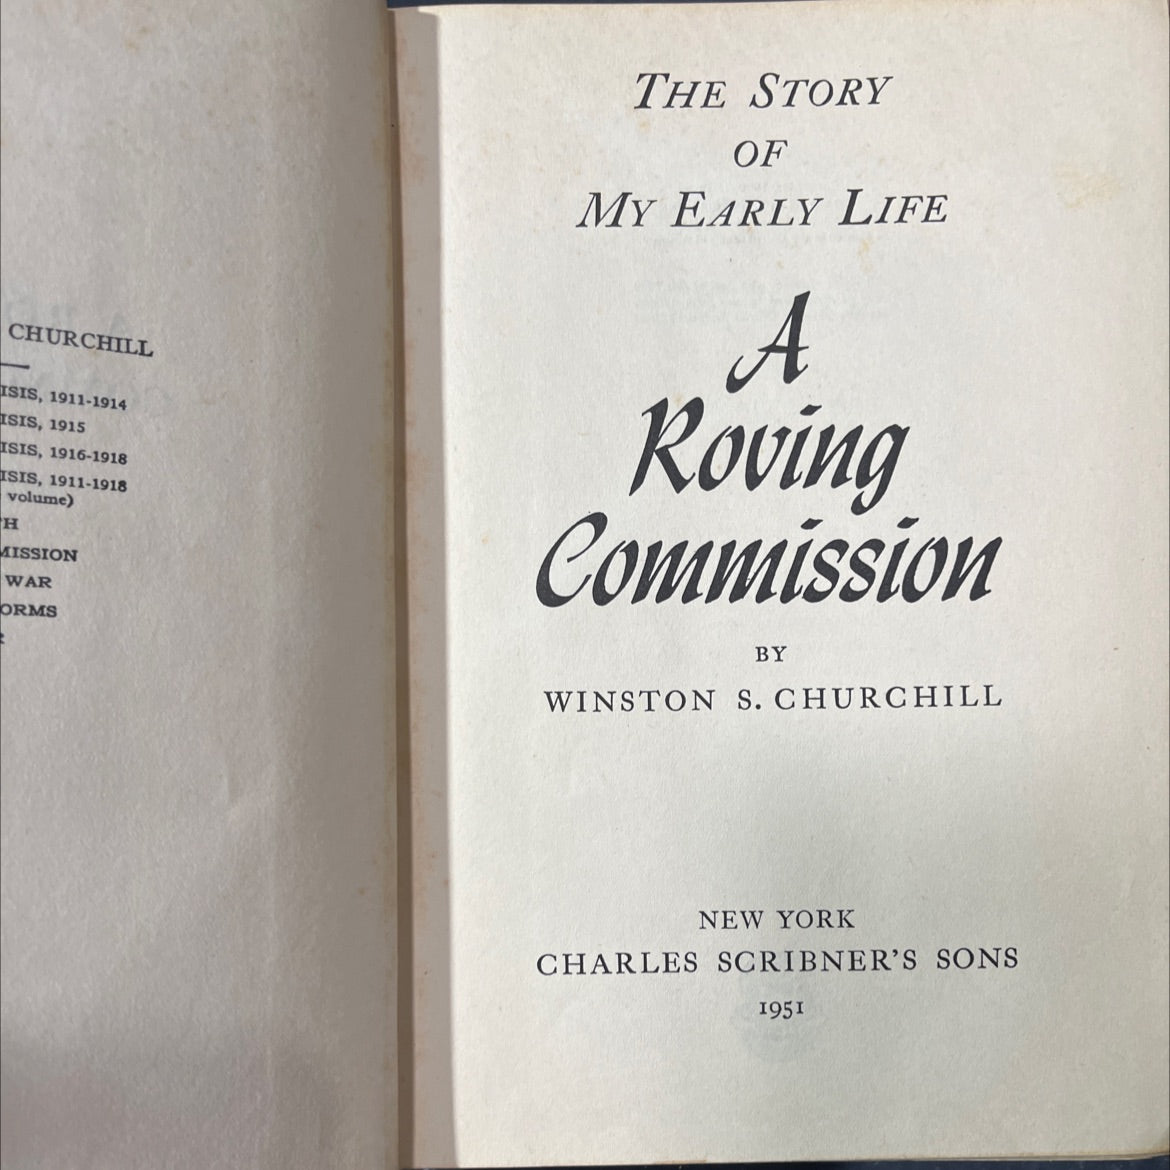 CHURCHILL
ISIS, 1911-1914
ISIS, 1915
ISIS, 1916-1918
ISIS, 1911-1918
volume)
TH
MISSION
WAR
ORMS
R
THE STORY
OF
MY EARLY LIFE
A
Roving
Commission
BY
WINSTON S. CHURCHILL
NEW YORK
CHARLES SCRIBNER'S SONS
1951